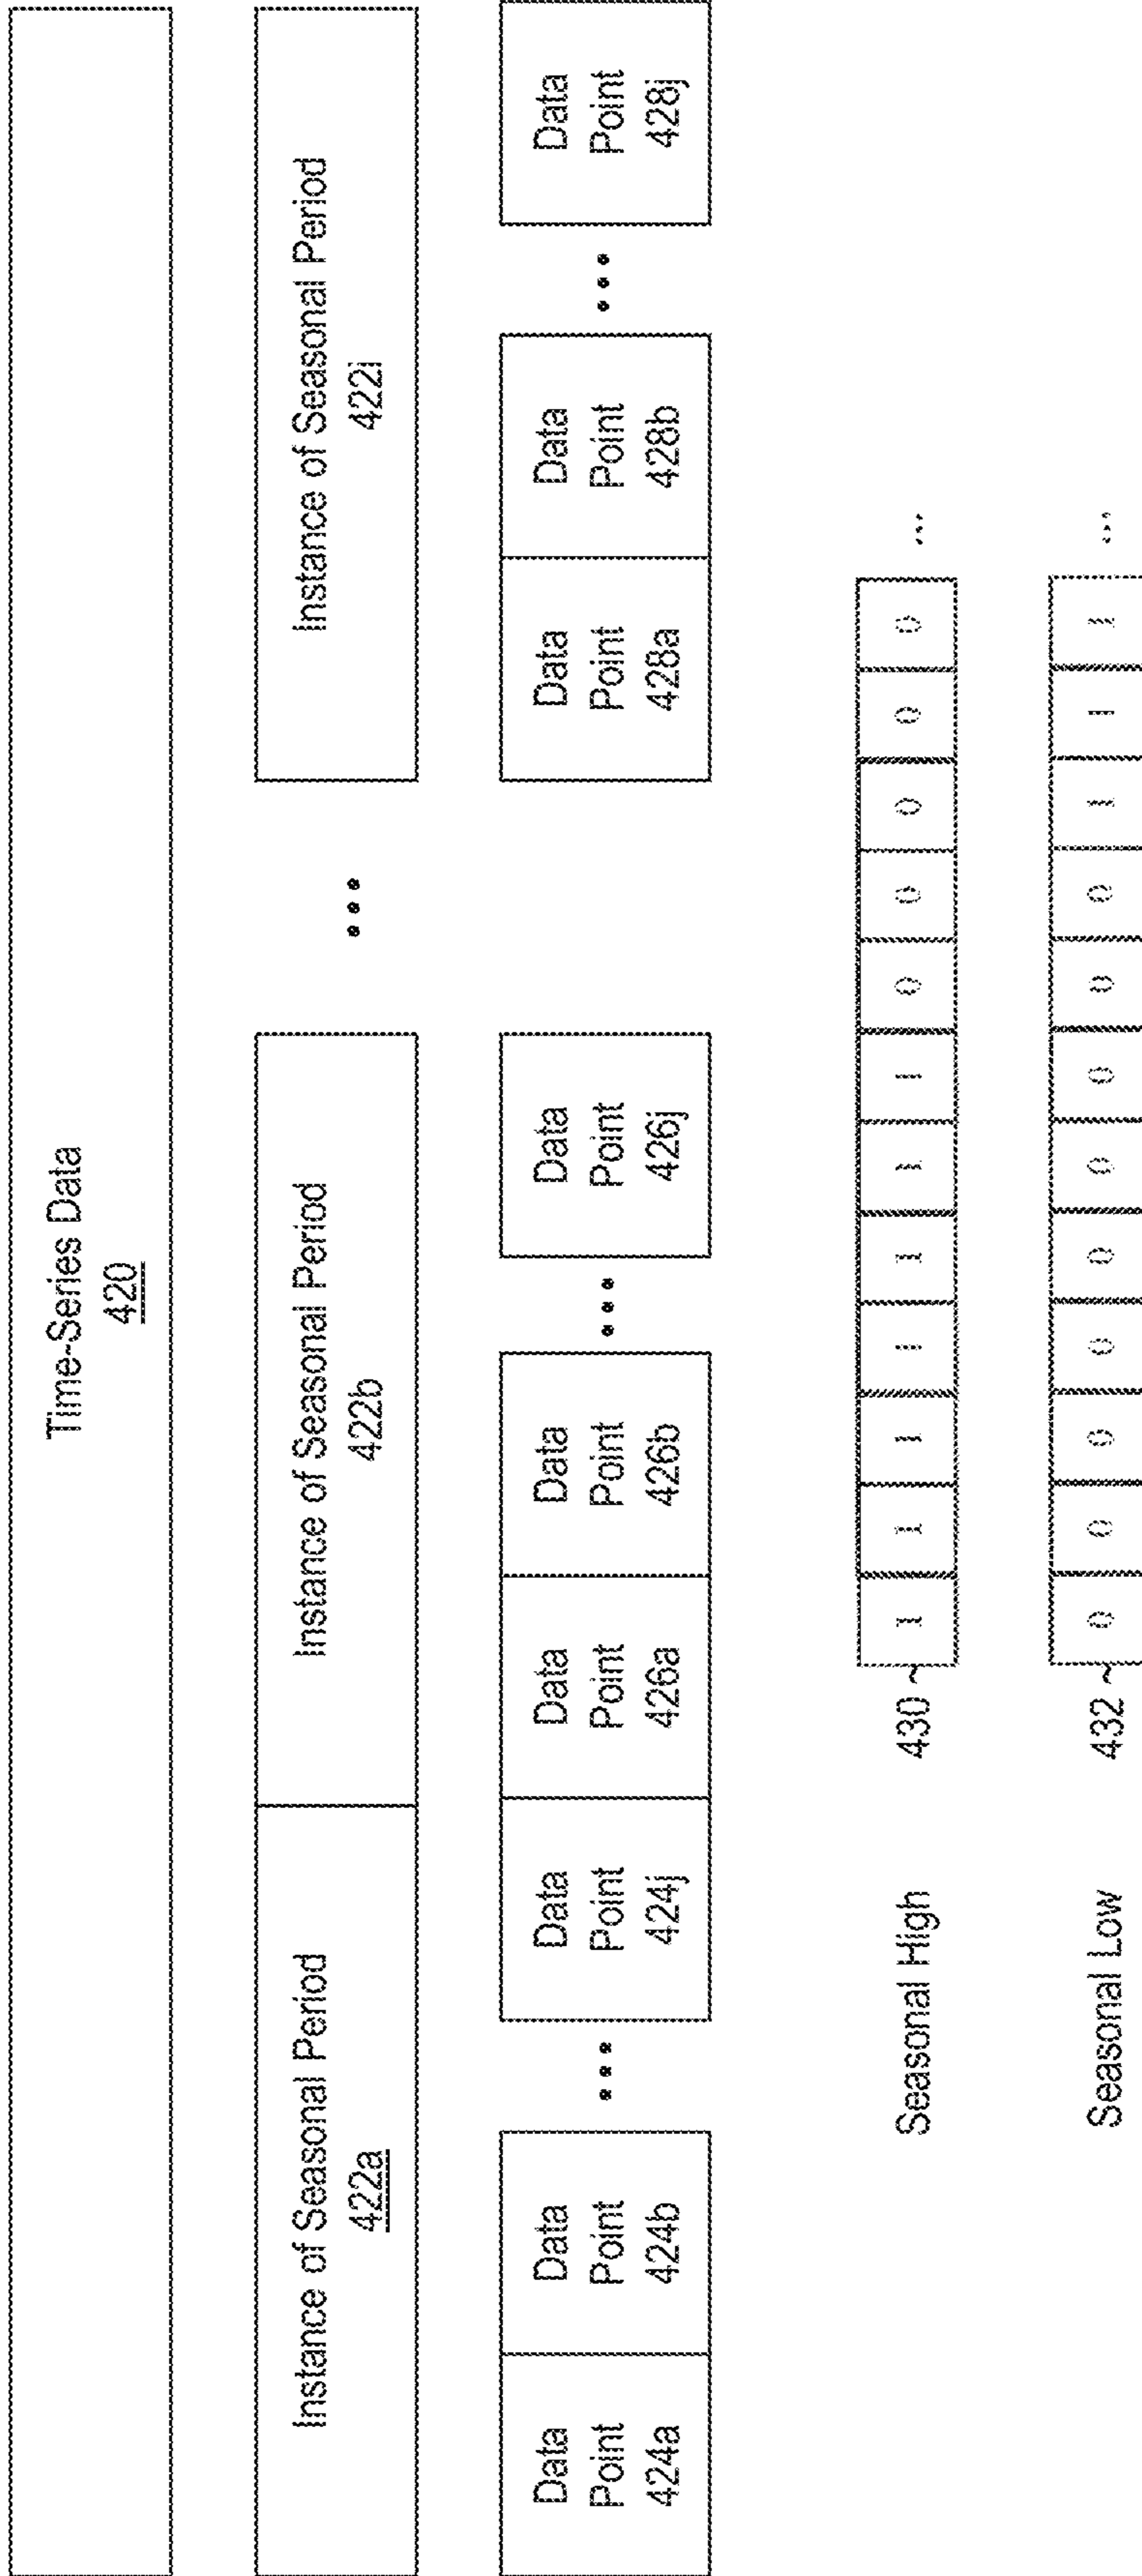 Time-Series Data
420
Instance of Seasonal Period
422a
Instance of Seasonal Period
422b
...
Instance of Seasonal Period
422i
Data
Point
424a
Data
Point
424b
...
Data
Point
424j
Data
Point
426a
Data
Point
426b
...
Data
Point
426j
Data
Point
428a
Data
Point
428b
...
Data
Point
428j
Seasonal High 430 ~ 1 1 1 1 1 1 1 0 0 0 0 0 ...
Seasonal Low 432 ~ 0 0 0 0 0 0 0 0 0 1 1 1 ...